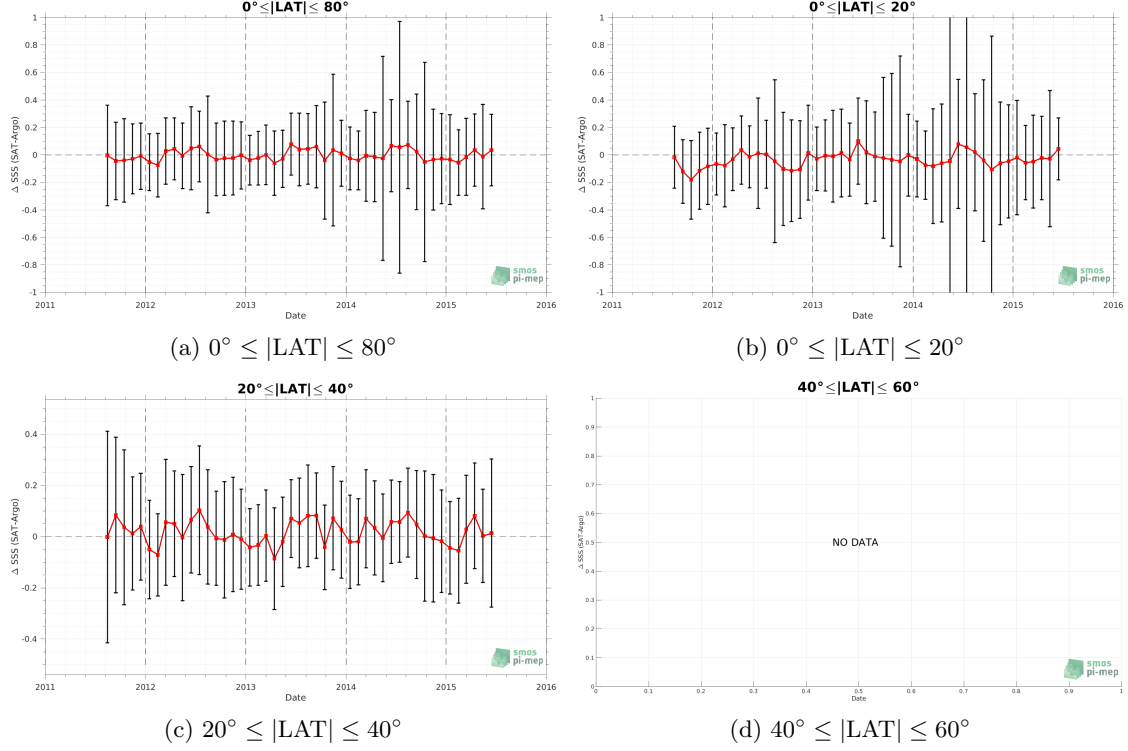 0°≤|LAT|≤ 80°
1
0.8
0.6
0.4
0.2
0
-0.2
-0.4
-0.6
-0.8
-1
Δ SSS (SAT-Argo)
2011 2012 2013 2014 2015 2016
Date
smos
pi-mep
(a) 0° ≤ |LAT| ≤ 80°
0°≤|LAT|≤ 20°
1
0.8
0.6
0.4
0.2
0
-0.2
-0.4
-0.6
-0.8
-1
Δ SSS (SAT-Argo)
2011 2012 2013 2014 2015 2016
Date
smos
pi-mep
(b) 0° ≤ |LAT| ≤ 20°
20°≤|LAT|≤ 40°
0.4
0.2
0
-0.2
-0.4
Δ SSS (SAT-Argo)
2011 2012 2013 2014 2015 2016
Date
smos
pi-mep
(c) 20° ≤ |LAT| ≤ 40°
40°≤|LAT|≤ 60°
1
0.9
0.8
0.7
0.6
0.5
0.4
0.3
0.2
0.1
0
Δ SSS (SAT-Argo)
NO DATA
0 0.1 0.2 0.3 0.4 0.5 0.6 0.7 0.8 0.9 1
Date
smos
pi-mep
(d) 40° ≤ |LAT| ≤ 60°